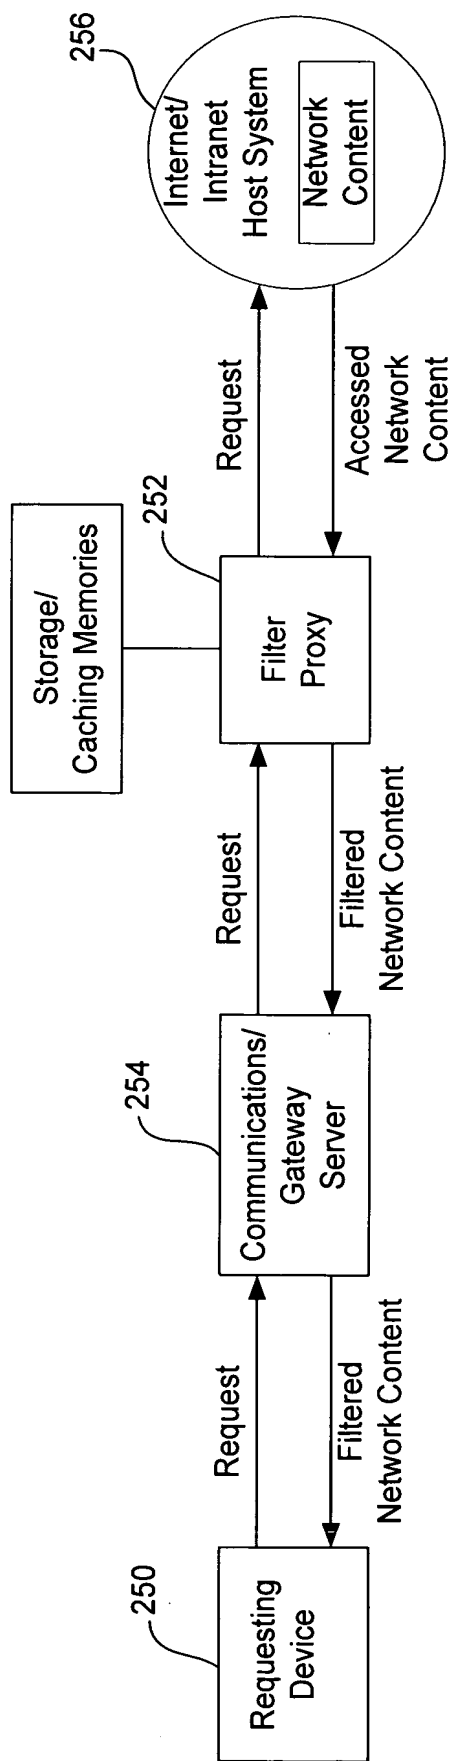 250
Requesting
Device
Request
Filtered
Network Content
254
Communications/
Gateway
Server
Request
Filtered
Network Content
Storage/
Caching Memories
252
Filter
Proxy
Request
Accessed
Network
Content
256
Internet/
Intranet
Host System
Network
Content